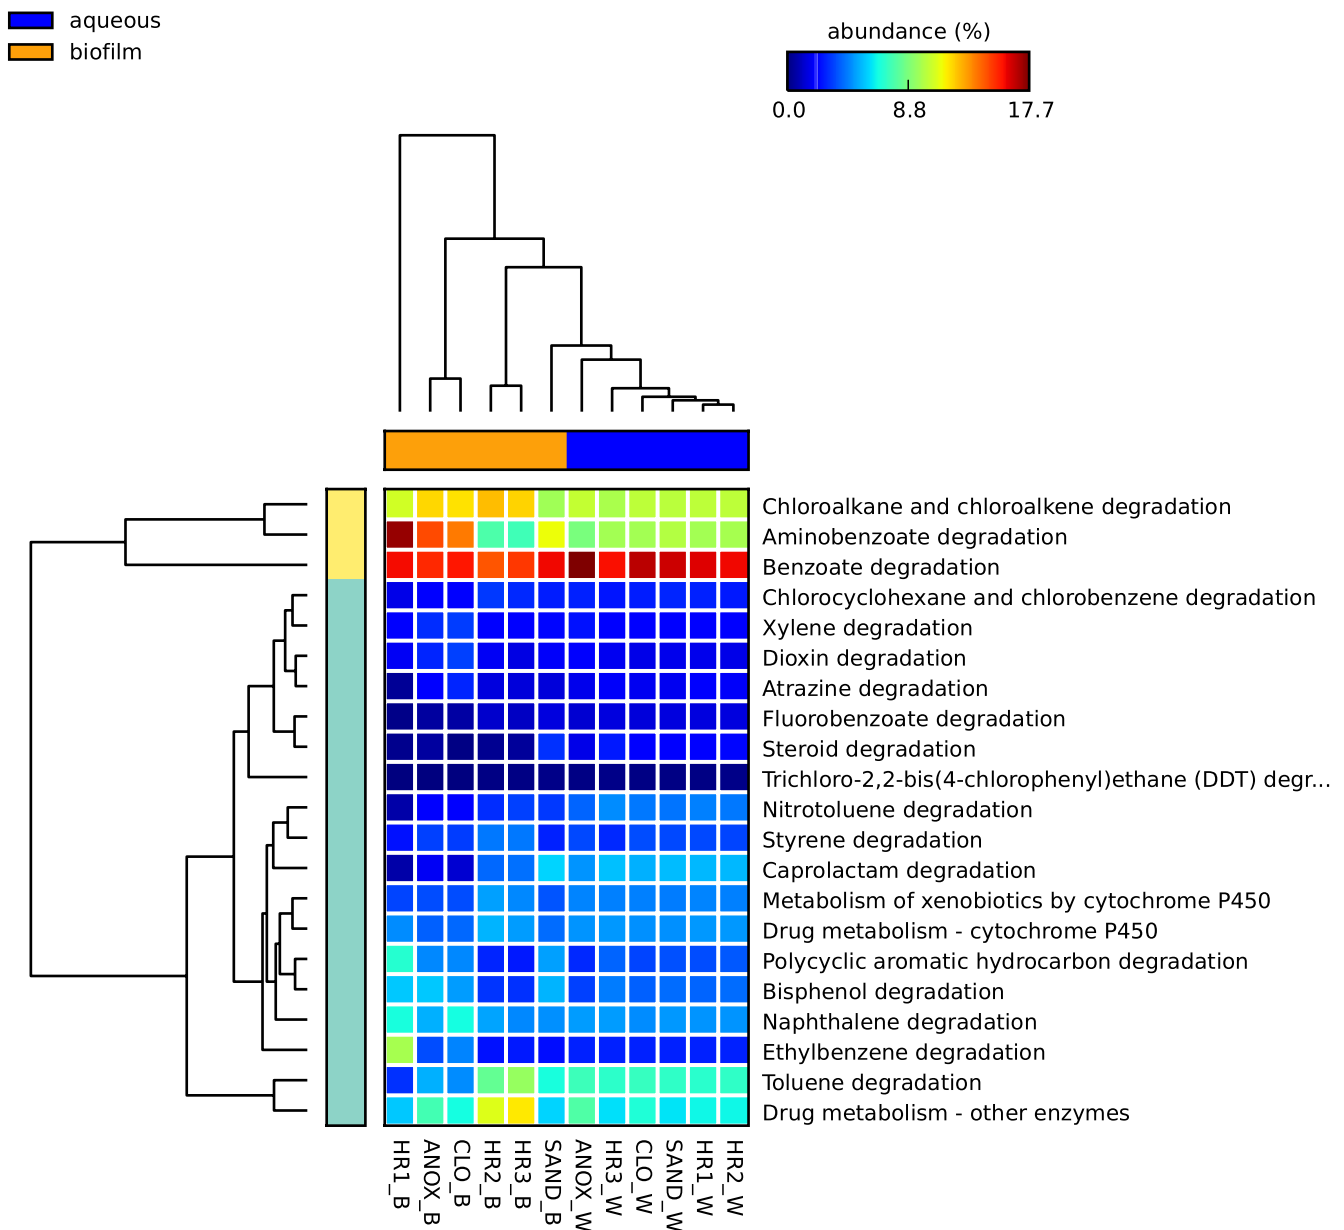 aqueous
biofilm
abundance (%)
0.0 8.8 17.7
Chloroalkane and chloroalkene degradation
Aminobenzoate degradation
Benzoate degradation
Chlorocyclohexane and chlorobenzene degradation
Xylene degradation
Dioxin degradation
Atrazine degradation
Fluorobenzoate degradation
Steroid degradation
Trichloro-2,2-bis(4-chlorophenyl)ethane (DDT) degr...
Nitrotoluene degradation
Styrene degradation
Caprolactam degradation
Metabolism of xenobiotics by cytochrome P450
Drug metabolism - cytochrome P450
Polycyclic aromatic hydrocarbon degradation
Bisphenol degradation
Naphthalene degradation
Ethylbenzene degradation
Toluene degradation
Drug metabolism - other enzymes
HR1_B
ANOX_B
CLO_B
HR2_B
HR3_B
SAND_B
ANOX_W
HR3_W
CLO_W
SAND_W
HR1_W
HR2_W